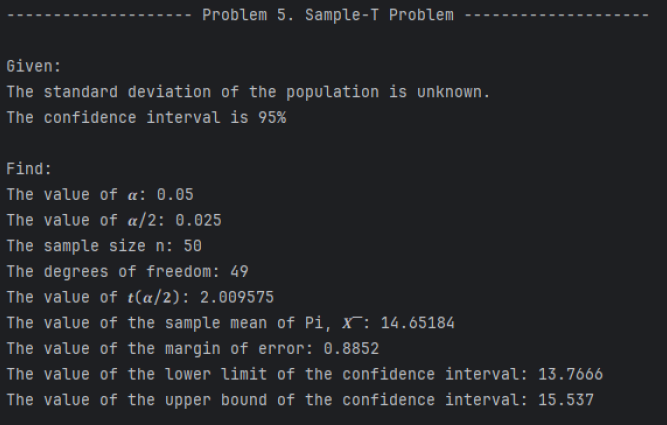 -------------------- Problem 5. Sample-T Problem --------------------
Given:
The standard deviation of the population is unknown.
The confidence interval is 95%
Find:
The value of 𝜶: 0.05
The value of 𝜶/2: 0.025
The sample size n: 50
The degrees of freedom: 49
The value of 𝒕(𝜶/2): 2.009575
The value of the sample mean of Pi, 𝑿‾: 14.65184
The value of the margin of error: 0.8852
The value of the lower limit of the confidence interval: 13.7666
The value of the upper bound of the confidence interval: 15.537